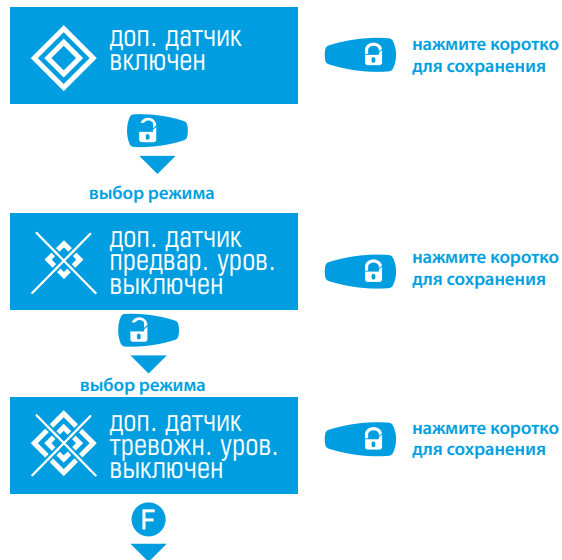 доп. датчик
включен
нажмите коротко
для сохранения
выбор режима
доп. датчик
предвар. уров.
выключен
нажмите коротко
для сохранения
выбор режима
доп. датчик
тревожн. уров.
выключен
нажмите коротко
для сохранения
F